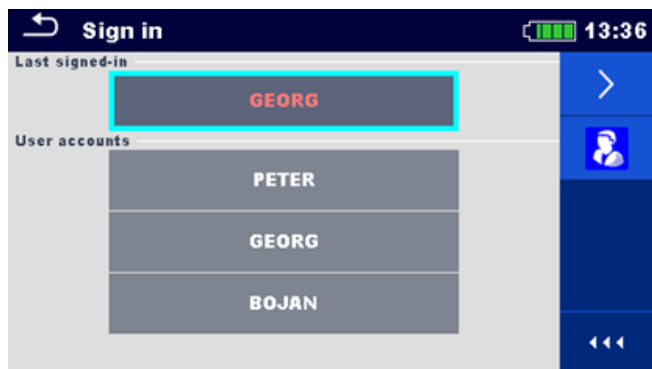 Sign in
13:36
Last signed-in
GEORG
User accounts
PETER
GEORG
BOJAN